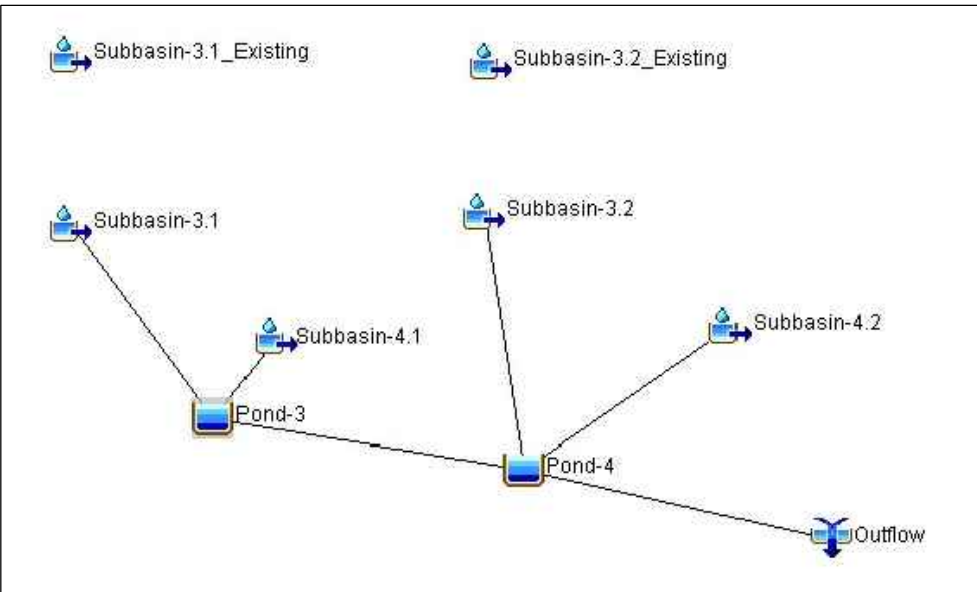 Subbasin-3.1_Existing
Subbasin-3.2_Existing
Subbasin-3.1
Subbasin-3.2
Subbasin-4.1
Subbasin-4.2
Pond-3
Pond-4
Outflow